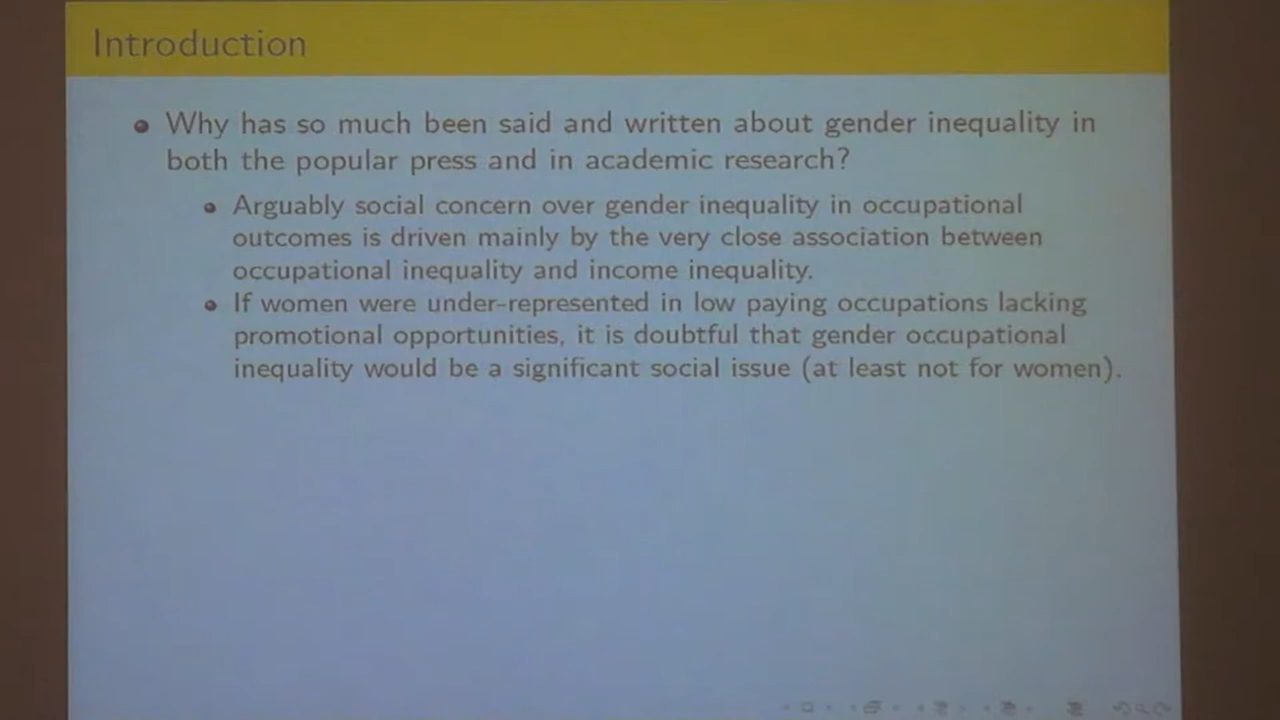 Introduction
Why has so much been said and written about gender inequality in
both the popular press and in academic research?
Arguably social concern over gender inequality in occupational
outcomes is driven mainly by the very close association between
occupational inequality and income inequality.
If women were under-represented in low paying occupations lacking
promotional opportunities, it is doubtful that gender occupational
inequality would be a significant social issue (at least not for women).